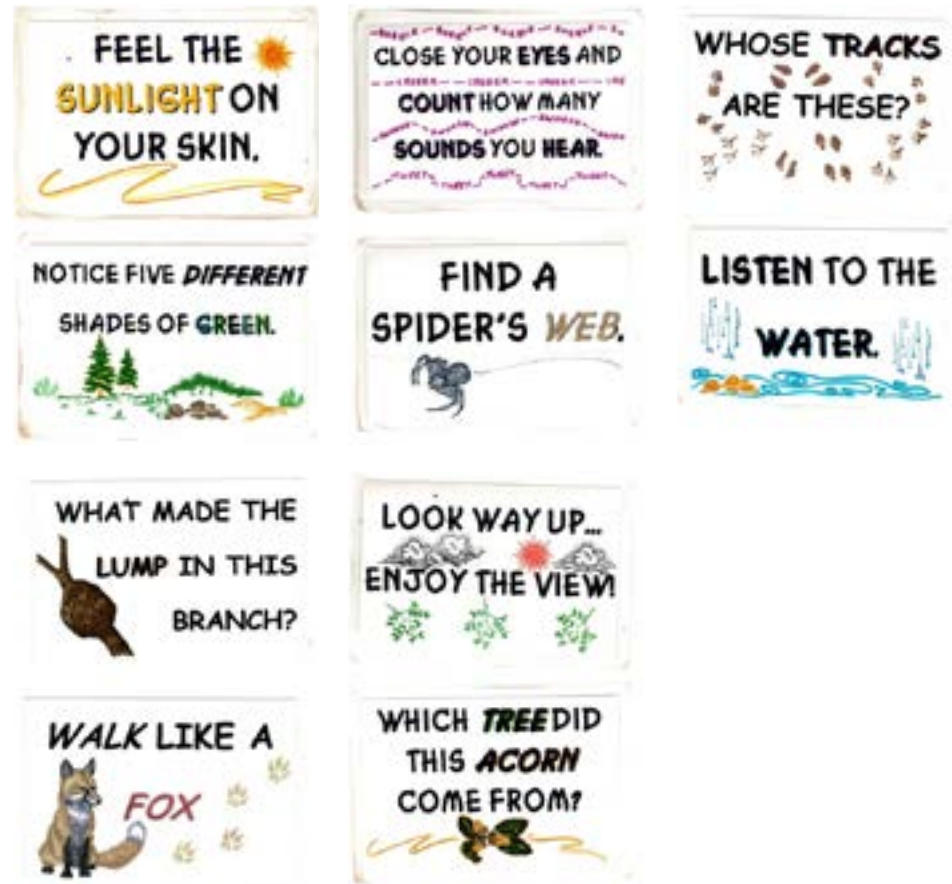 FEEL THE
SUNLIGHT ON
YOUR SKIN.
CLOSE YOUR EYES AND
COUNT HOW MANY
SOUNDS YOU HEAR.
WHOSE TRACKS
ARE THESE?
NOTICE FIVE DIFFERENT
SHADES OF GREEN.
FIND A
SPIDER'S WEB.
LISTEN TO THE
WATER.
WHAT MADE THE
LUMP IN THIS
BRANCH?
LOOK WAY UP...
ENJOY THE VIEW!
WALK LIKE A
FOX
WHICH TREE DID
THIS ACORN
COME FROM?